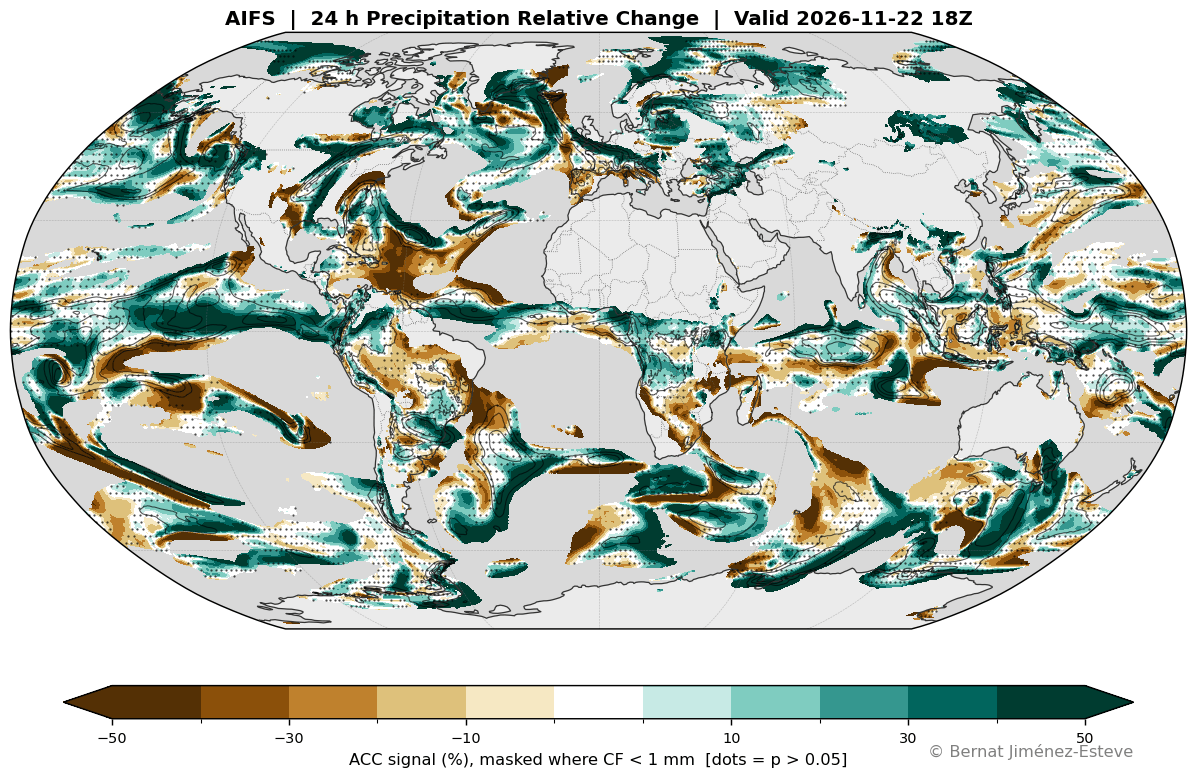 AIFS | 24 h Precipitation Relative Change | Valid 2026-11-22 18Z
−50 −30 −10 10 30 50
ACC signal (%), masked where CF < 1 mm [dots = p > 0.05]
© Bernat Jiménez-Esteve